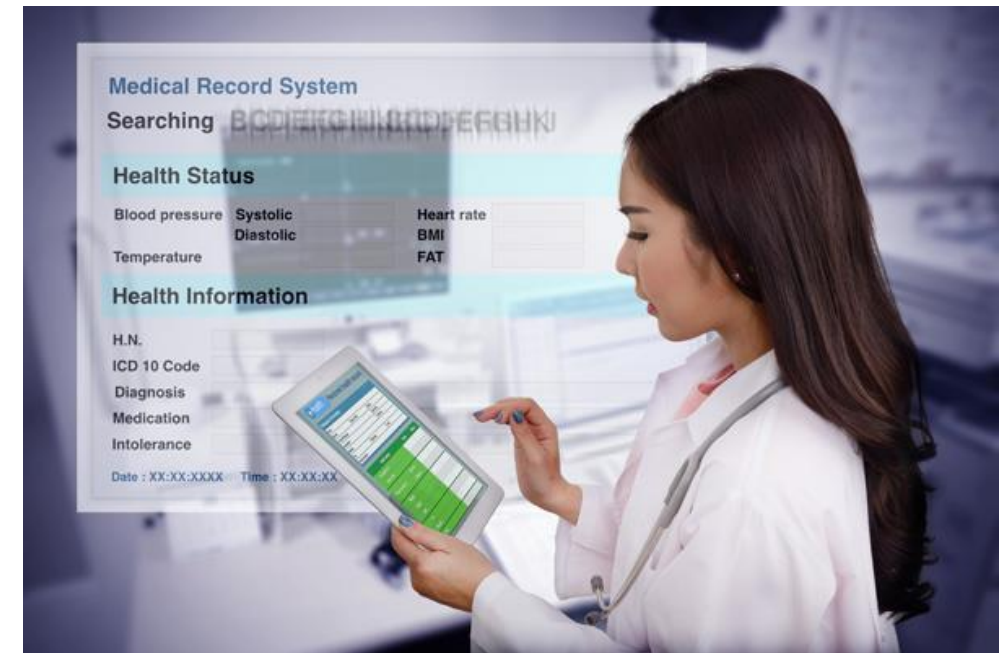 Medical Record System
Searching
Health Status
Blood pressure Systolic Heart rate
Diastolic BMI
Temperature FAT
Health Information
H.N.
ICD 10 Code
Diagnosis
Medication
Intolerance
Date : XX:XX:XXXX Time : XX:XX:XX